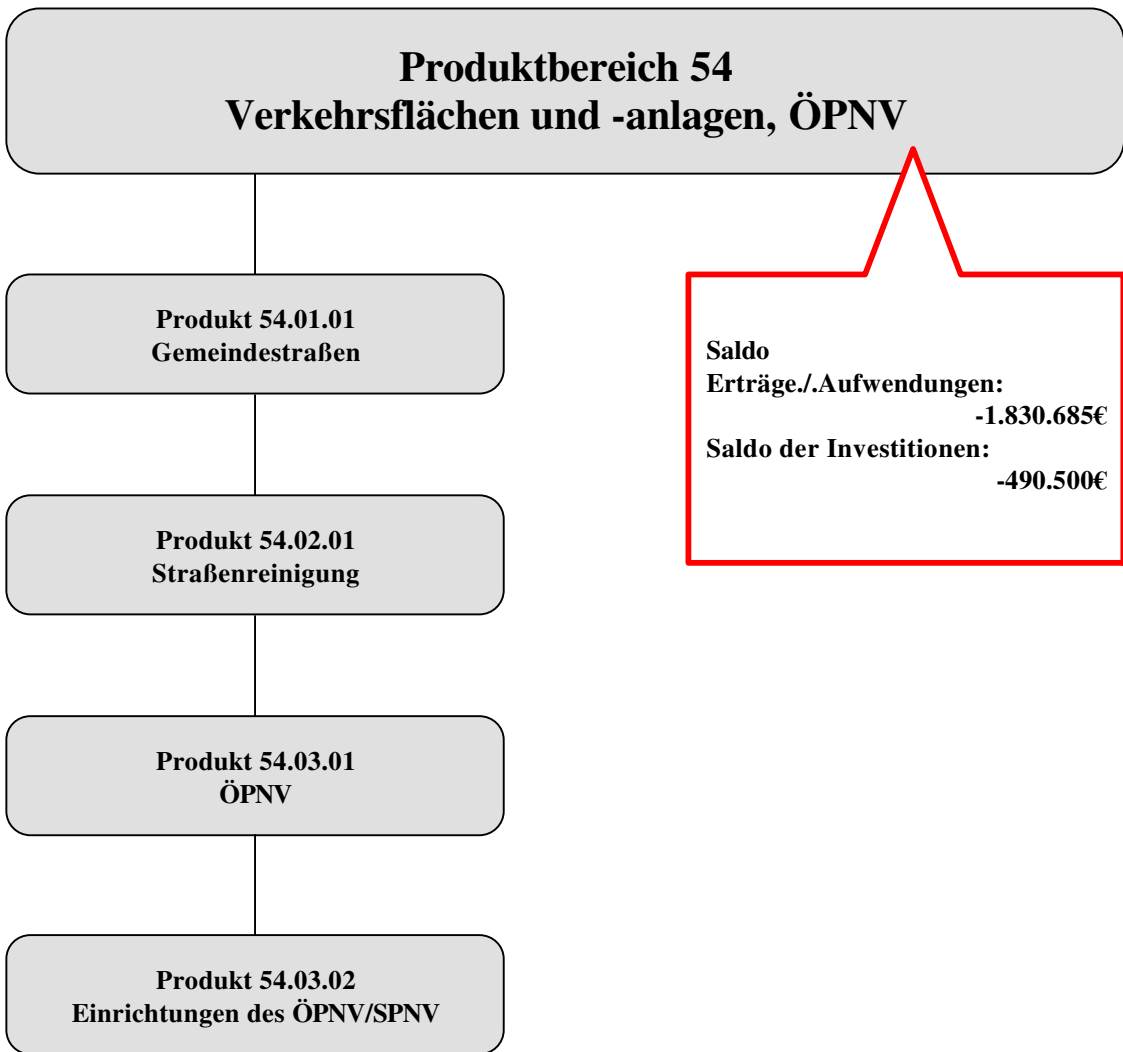 Produktbereich 54
Verkehrsflächen und -anlagen, ÖPNV
Produkt 54.01.01
Gemeindestraßen
Saldo
Erträge./.Aufwendungen:
-1.830.685€
Saldo der Investitionen:
-490.500€
Produkt 54.02.01
Straßenreinigung
Produkt 54.03.01
ÖPNV
Produkt 54.03.02
Einrichtungen des ÖPNV/SPNV